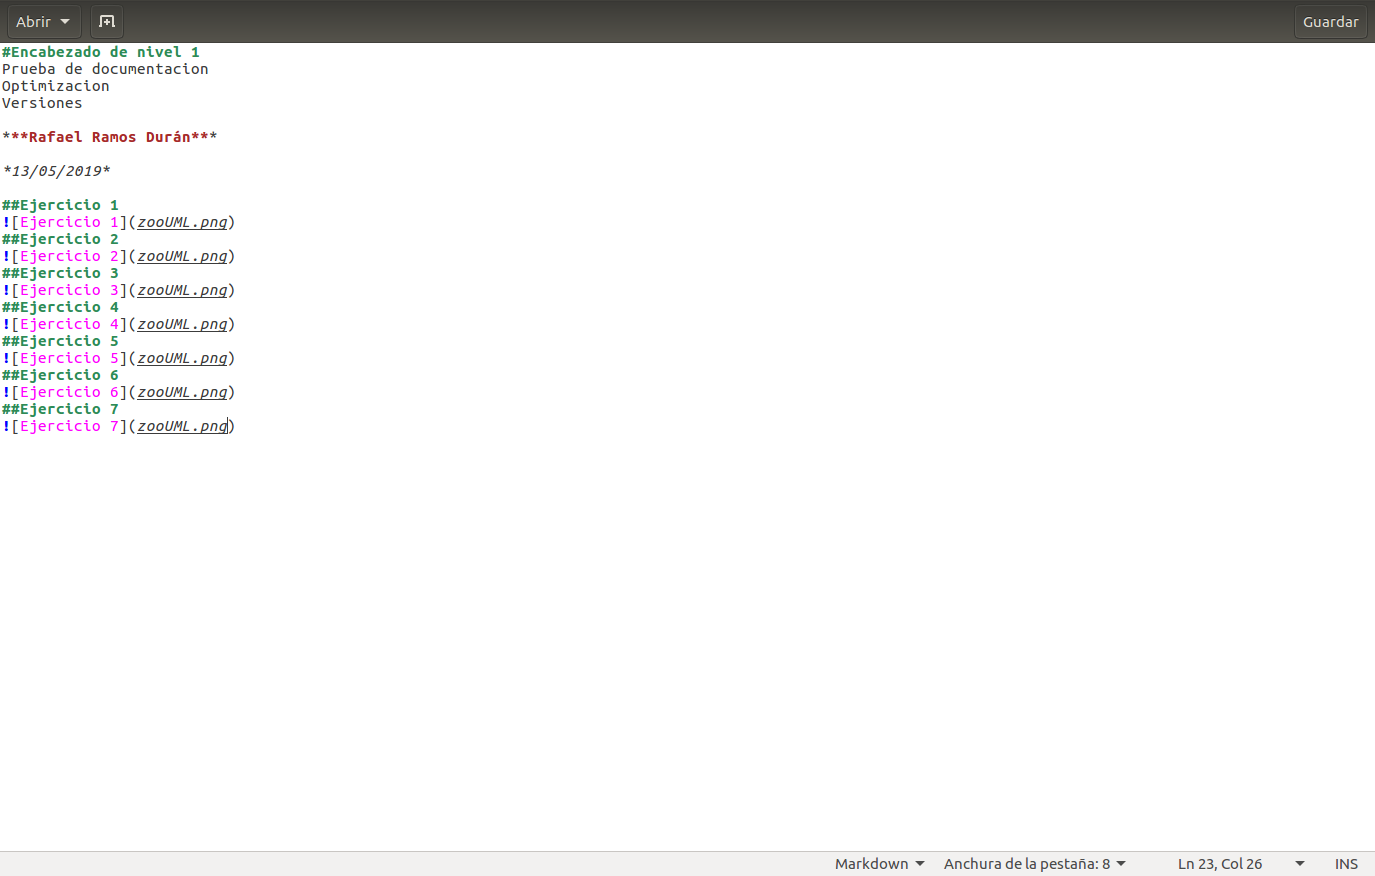 Abrir
Guardar
#Encabezado de nivel 1
Prueba de documentacion
Optimizacion
Versiones
***Rafael Ramos Durán***
*13/05/2019*
##Ejercicio 1
![Ejercicio 1](zooUML.png)
##Ejercicio 2
![Ejercicio 2](zooUML.png)
##Ejercicio 3
![Ejercicio 3](zooUML.png)
##Ejercicio 4
![Ejercicio 4](zooUML.png)
##Ejercicio 5
![Ejercicio 5](zooUML.png)
##Ejercicio 6
![Ejercicio 6](zooUML.png)
##Ejercicio 7
![Ejercicio 7](zooUML.png)
Markdown Anchura de la pestaña: 8 Ln 23, Col 26 INS